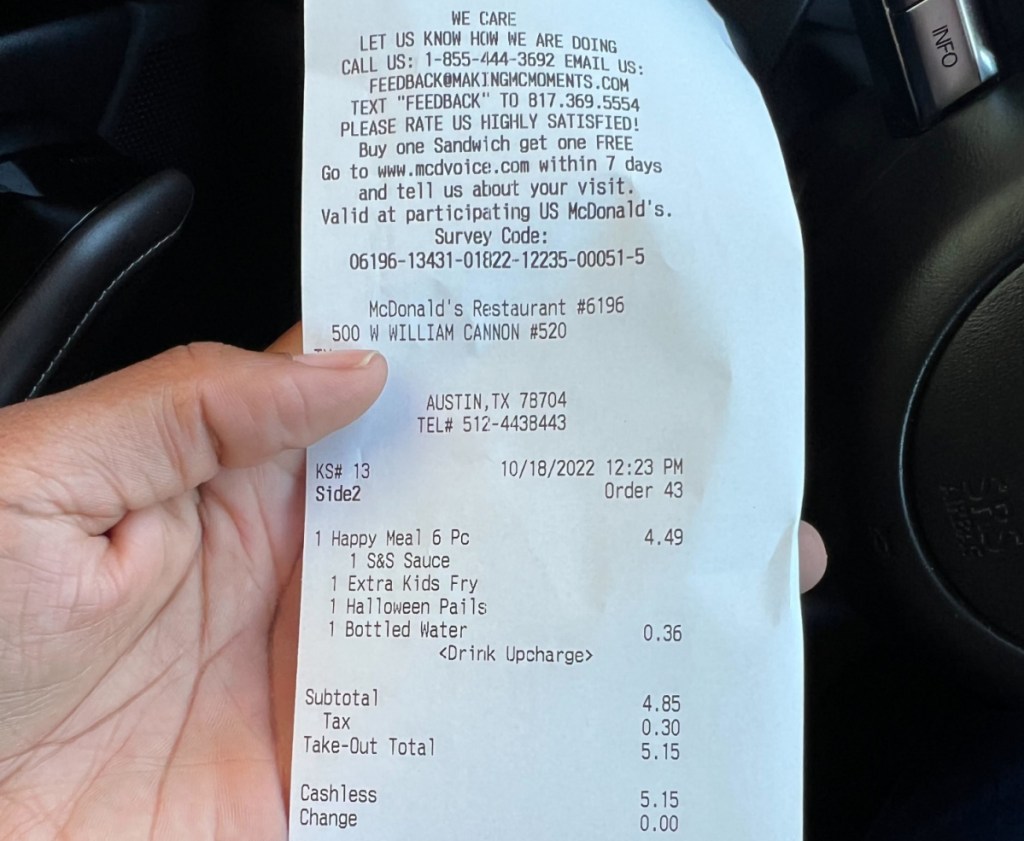 WE CARE
LET US KNOW HOW WE ARE DOING
CALL US: 1-855-444-3692 EMAIL US:
FEEDBACK@MAKINGMCMOMENTS.COM
TEXT "FEEDBACK" TO 817.369.5554
PLEASE RATE US HIGHLY SATISFIED!
Buy one Sandwich get one FREE
Go to www.mcdvoice.com within 7 days
and tell us about your visit.
Valid at participating US McDonald's.
Survey Code:
06196-13431-01822-12235-00051-5
McDonald's Restaurant #6196
500 W WILLIAM CANNON #520
AUSTIN,TX 78704
TEL# 512-4438443
KS# 13 10/18/2022 12:23 PM
Side2 Order 43
1 Happy Meal 6 Pc 4.49
1 S&S Sauce
1 Extra Kids Fry
1 Halloween Pails
1 Bottled Water 0.36
<Drink Upcharge>
Subtotal 4.85
Tax 0.30
Take-Out Total 5.15
Cashless 5.15
Change 0.00
INFO
SRS
AIRBAG